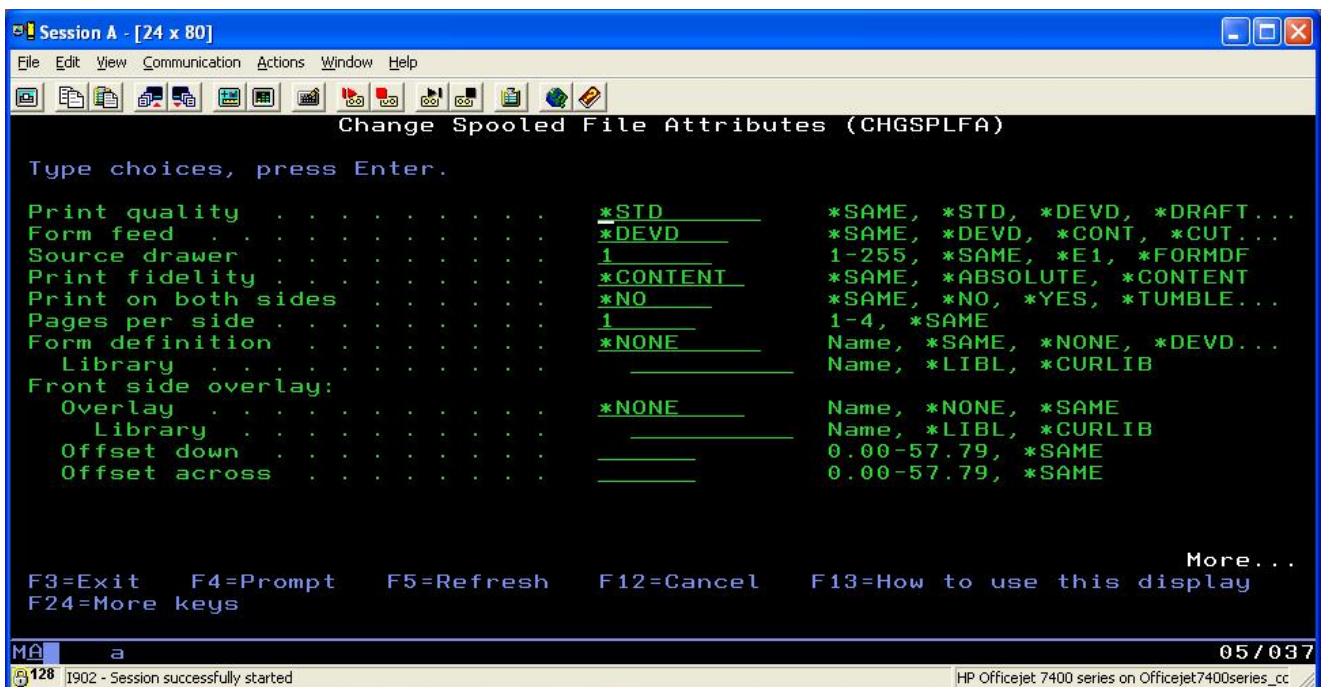 Session A - [24 x 80]
File Edit View Communication Actions Window Help
Change Spooled File Attributes (CHGSPLFA)
Type choices, press Enter.
Print quality . . . . . . . . . . *STD *SAME, *STD, *DEVD, *DRAFT...
Form feed . . . . . . . . . . . . *DEVD *SAME, *DEVD, *CONT, *CUT...
Source drawer . . . . . . . . . . 1 1-255, *SAME, *E1, *FORMDF
Print fidelity . . . . . . . . . . *CONTENT *SAME, *ABSOLUTE, *CONTENT
Print on both sides . . . . . . . *NO *SAME, *NO, *YES, *TUMBLE...
Pages per side . . . . . . . . . . 1 1-4, *SAME
Form definition . . . . . . . . . *NONE Name, *SAME, *NONE, *DEVD...
Library . . . . . . . . . . . Name, *LIBL, *CURLIB
Front side overlay:
Overlay . . . . . . . . . . . *NONE Name, *NONE, *SAME
Library . . . . . . . . . . Name, *LIBL, *CURLIB
Offset down . . . . . . . . . 0.00-57.79, *SAME
Offset across . . . . . . . . 0.00-57.79, *SAME
More...
F3=Exit F4=Prompt F5=Refresh F12=Cancel F13=How to use this display
F24=More keys
MA a 05/037
128 I902 - Session successfully started HP Officejet 7400 series on Officejet7400series_cc